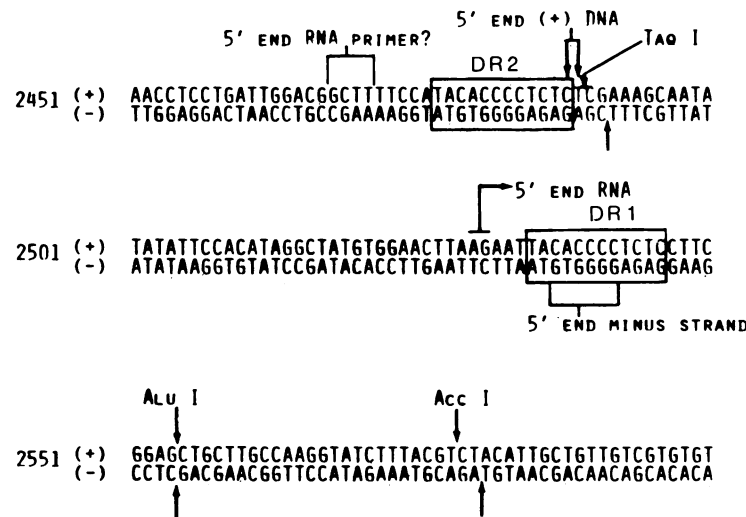 5' END (+) DNA
5' END RNA PRIMER?
TAQ I
DR2
2451 (+) AACCTCCTGATTGGACGGCTTTTCCATACACCCCTCTCTCGAAAGCAATA
(-) TTGGAGGACTAACCTGCCGAAAAGGTATGTGGGGAGAGAGCTTTCGTTAT
5' END RNA
DR1
2501 (+) TATATTCCACATAGGCTATGTGGAACTTAAGAATTACACCCCTCTCCTTC
(-) ATATAAGGTGTATCCGATACACCTTGAATTCTTAATGTGGGGAGAGGAAG
5' END MINUS STRAND
ALU I
ACC I
2551 (+) GGAGCTGCTTGCCAAGGTATCTTTACGTCTACATTGCTGTTGTCGTGTGT
(-) CCTCGACGAACGGTTCCATAGAAATGCAGATGTAACGACAACAGCACACA